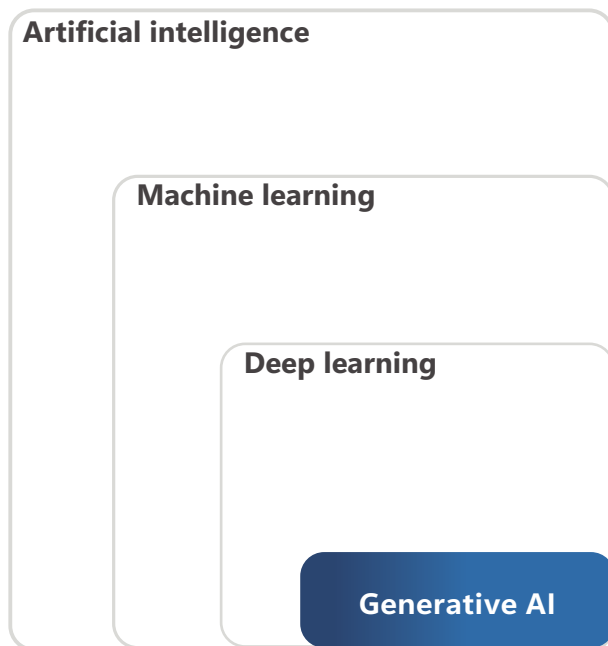 Artificial intelligence
Machine learning
Deep learning
Generative AI